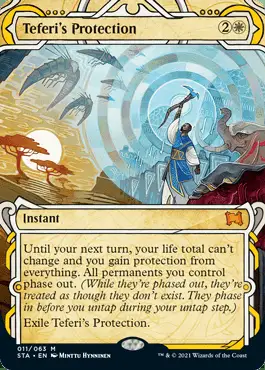 Teferi's Protection 2
Instant
Until your next turn, your life total can't
change and you gain protection from
everything. All permanents you control
phase out. (While they're phased out, they're
treated as though they don't exist. They phase
in before you untap during your untap step.)
Exile Teferi's Protection.
011/063 M
STA • EN MINTTU HYNNINEN
™ & © 2021 Wizards of the Coast